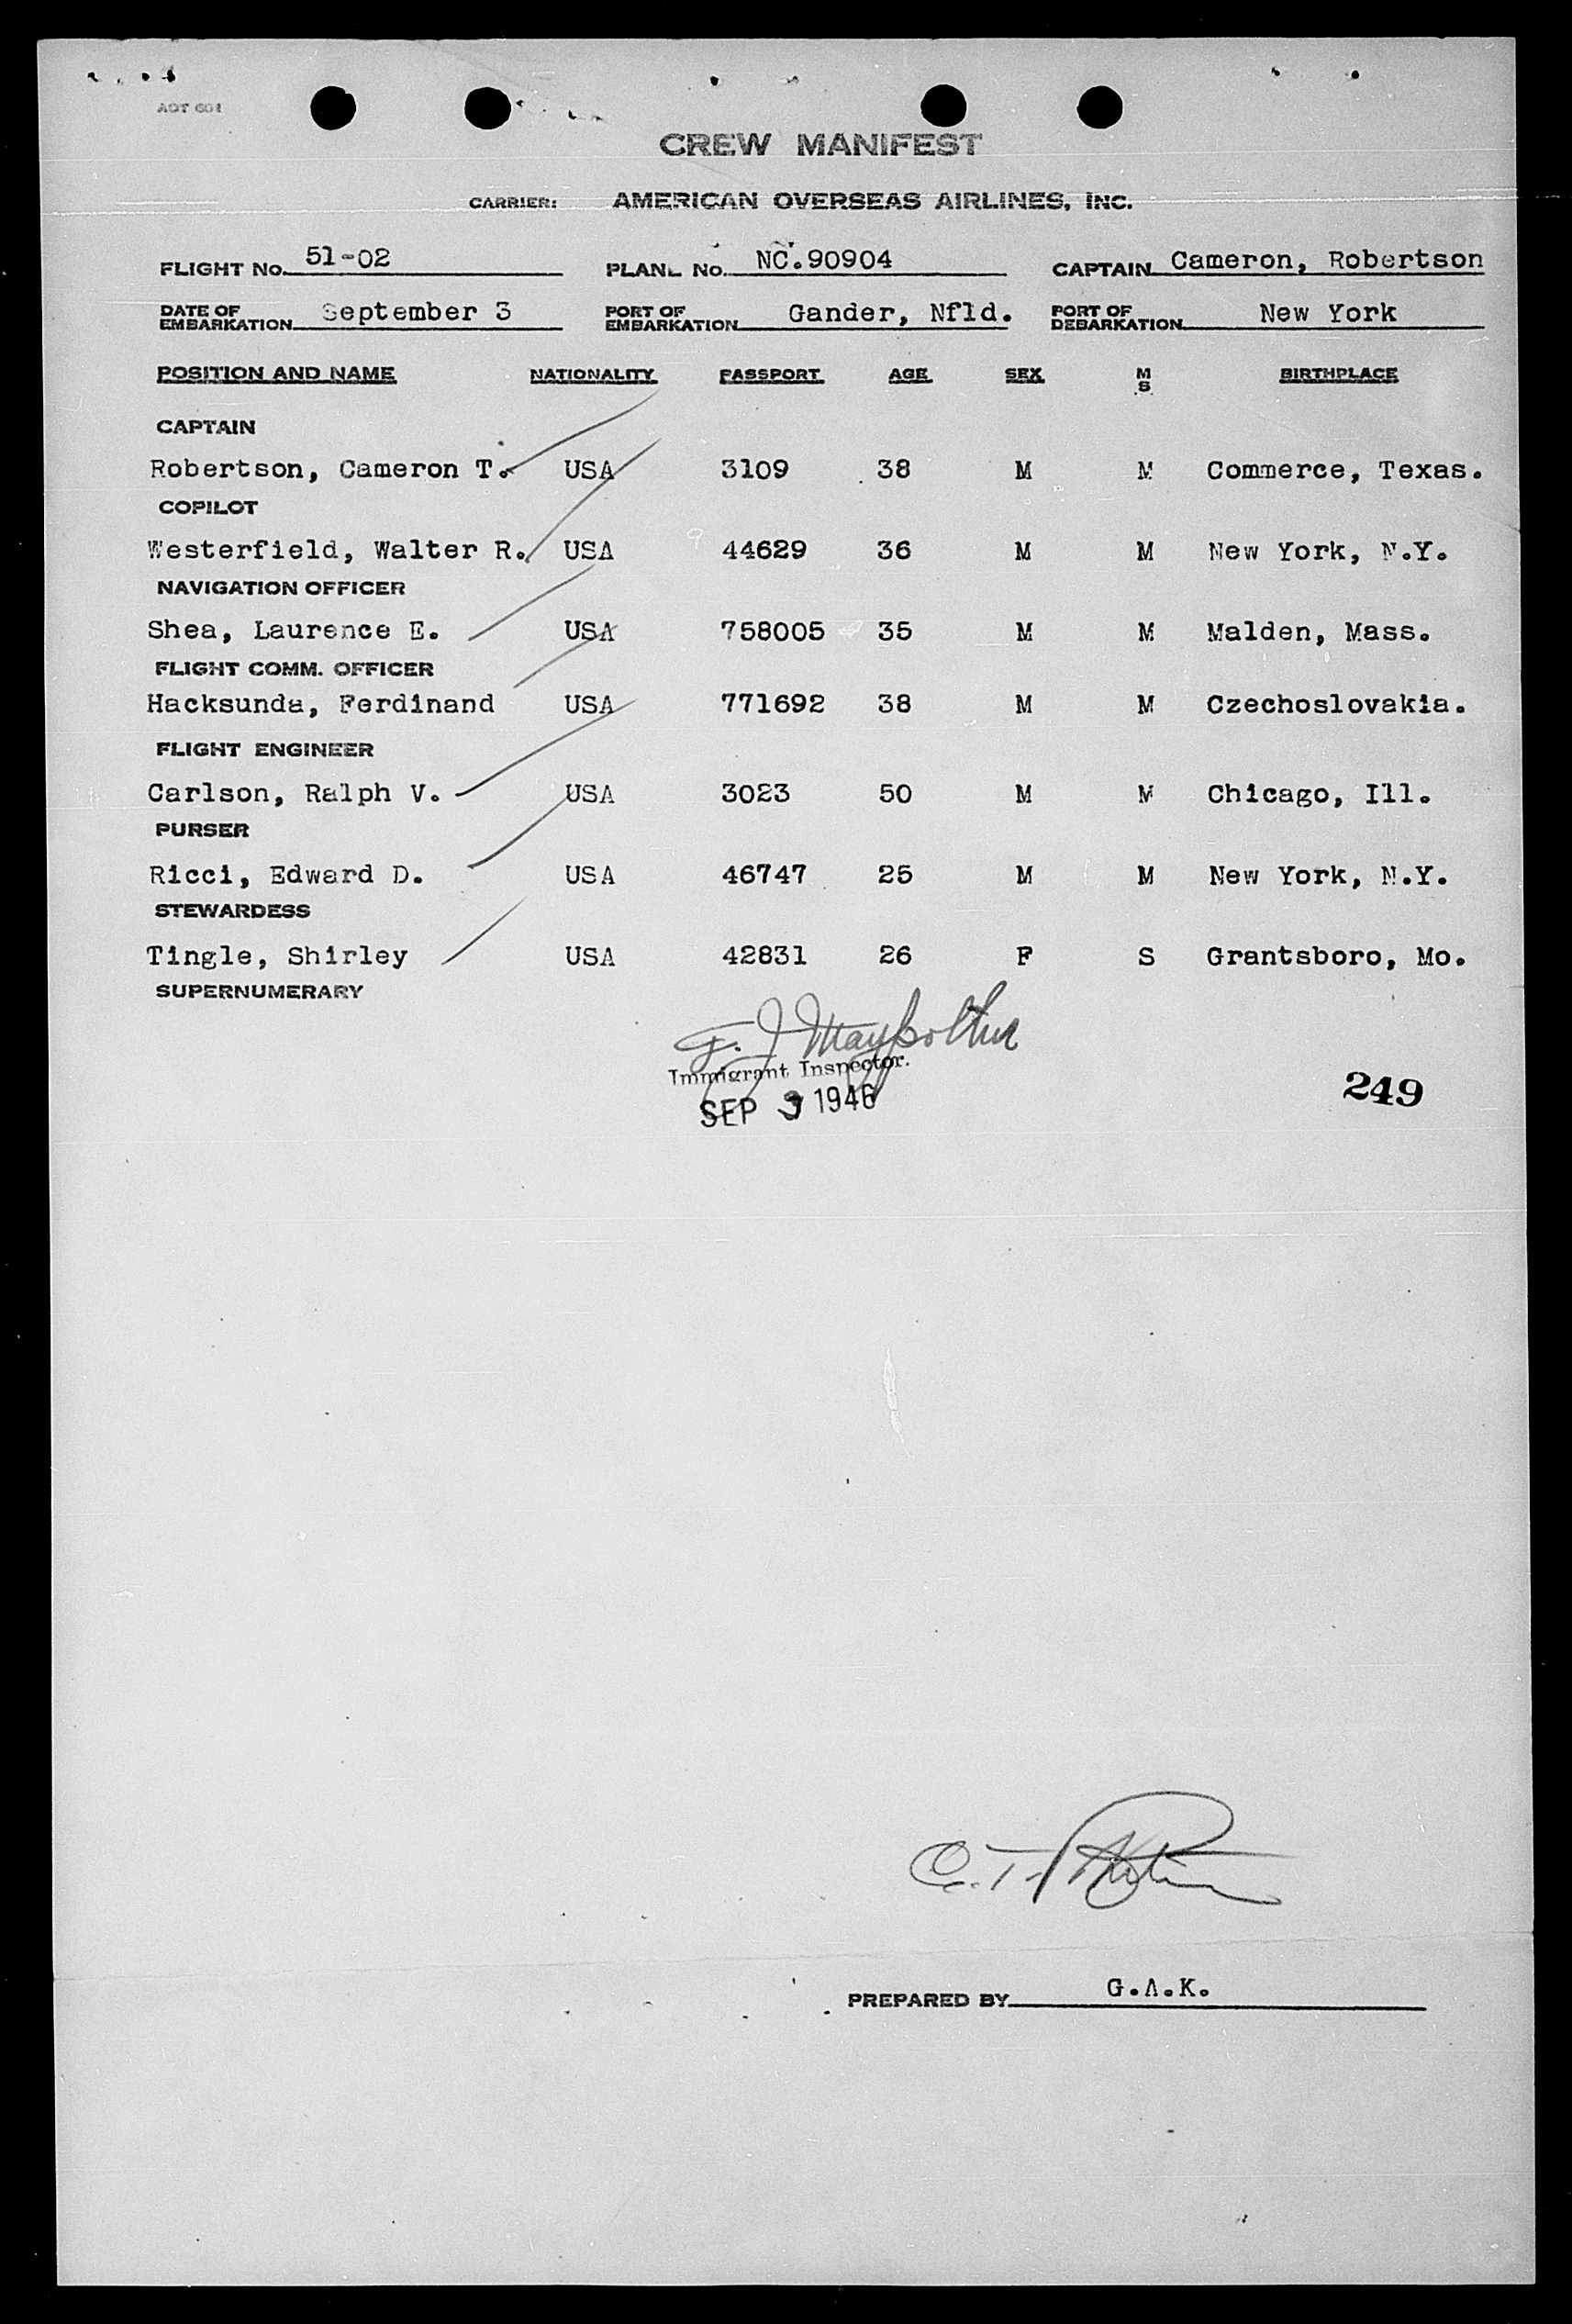 AOT 604
CREW MANIFEST
CARRIER: AMERICAN OVERSEAS AIRLINES, INC.
FLIGHT No. 51-02 PLANE No. NC.90904 CAPTAIN Cameron, Robertson
DATE OF EMBARKATION September 3 PORT OF EMBARKATION Gander, Nfld. PORT OF DEBARKATION New York
POSITION AND NAME NATIONALITY PASSPORT AGE SEX M S BIRTHPLACE
CAPTAIN
Robertson, Cameron T. USA 3109 38 M M Commerce, Texas.
COPILOT
Westerfield, Walter R. USA 44629 36 M M New York, N.Y.
NAVIGATION OFFICER
Shea, Laurence E. USA 758005 35 M M Malden, Mass.
FLIGHT COMM. OFFICER
Hacksunda, Ferdinand USA 771692 38 M M Czechoslovakia.
FLIGHT ENGINEER
Carlson, Ralph V. USA 3023 50 M M Chicago, Ill.
PURSER
Ricci, Edward D. USA 46747 25 M M New York, N.Y.
STEWARDESS
Tingle, Shirley USA 42831 26 F S Grantsboro, Mo.
SUPERNUMERARY
F. J.
Immigrant Inspector.
SEP 3 1946
249
C. T.
PREPARED BY G.A.K.